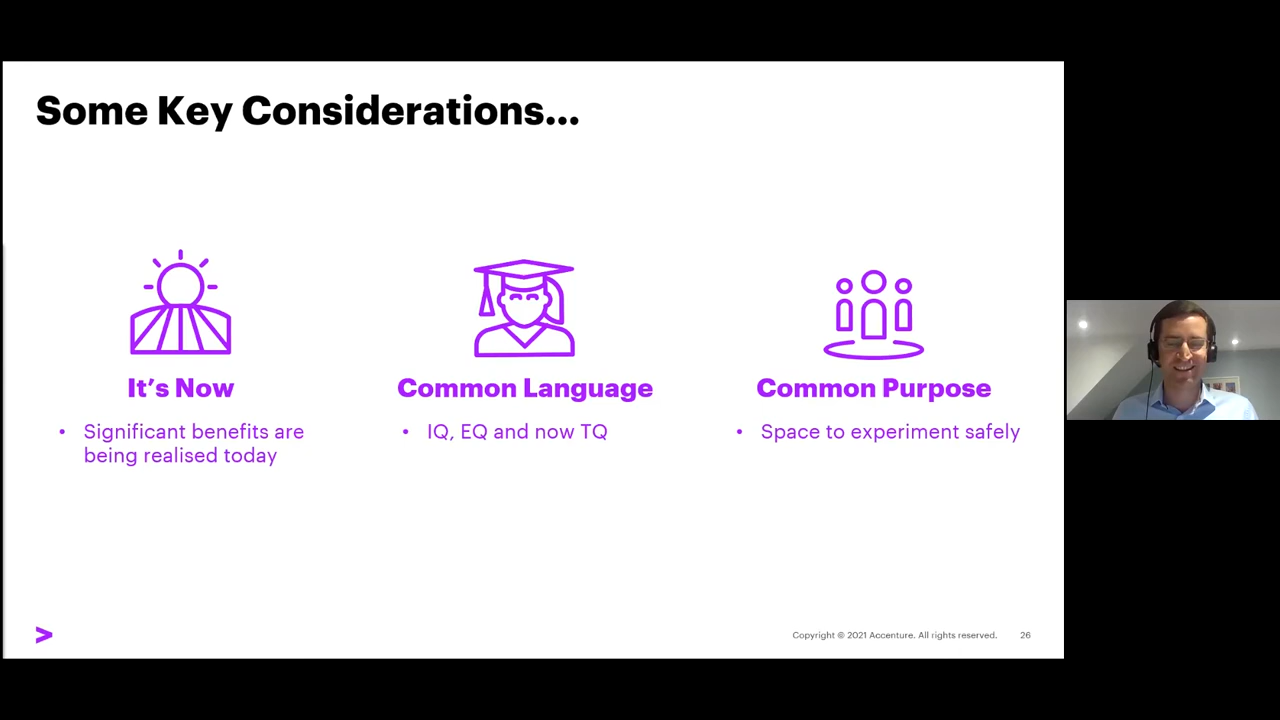 Some Key Considerations...
It's Now
• Significant benefits are
being realised today
Common Language
• IQ, EQ and now TQ
Common Purpose
• Space to experiment safely
>
Copyright © 2021 Accenture. All rights reserved. 26